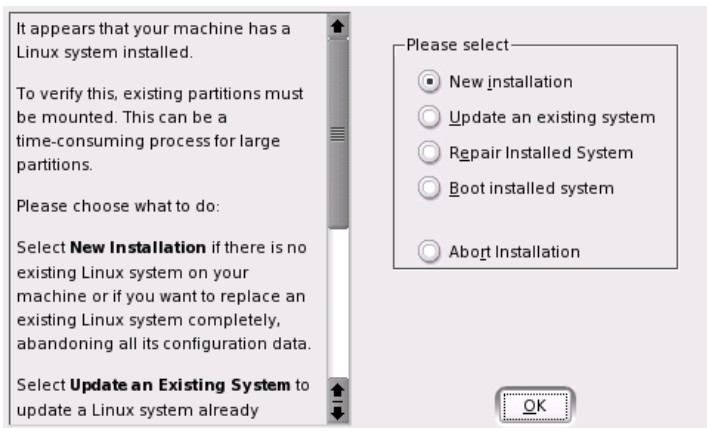 It appears that your machine has a
Linux system installed.
To verify this, existing partitions must
be mounted. This can be a
time-consuming process for large
partitions.
Please choose what to do:
Select New Installation if there is no
existing Linux system on your
machine or if you want to replace an
existing Linux system completely,
abandoning all its configuration data.
Select Update an Existing System to
update a Linux system already
Please select
New installation
Update an existing system
Repair Installed System
Boot installed system
Abort Installation
OK